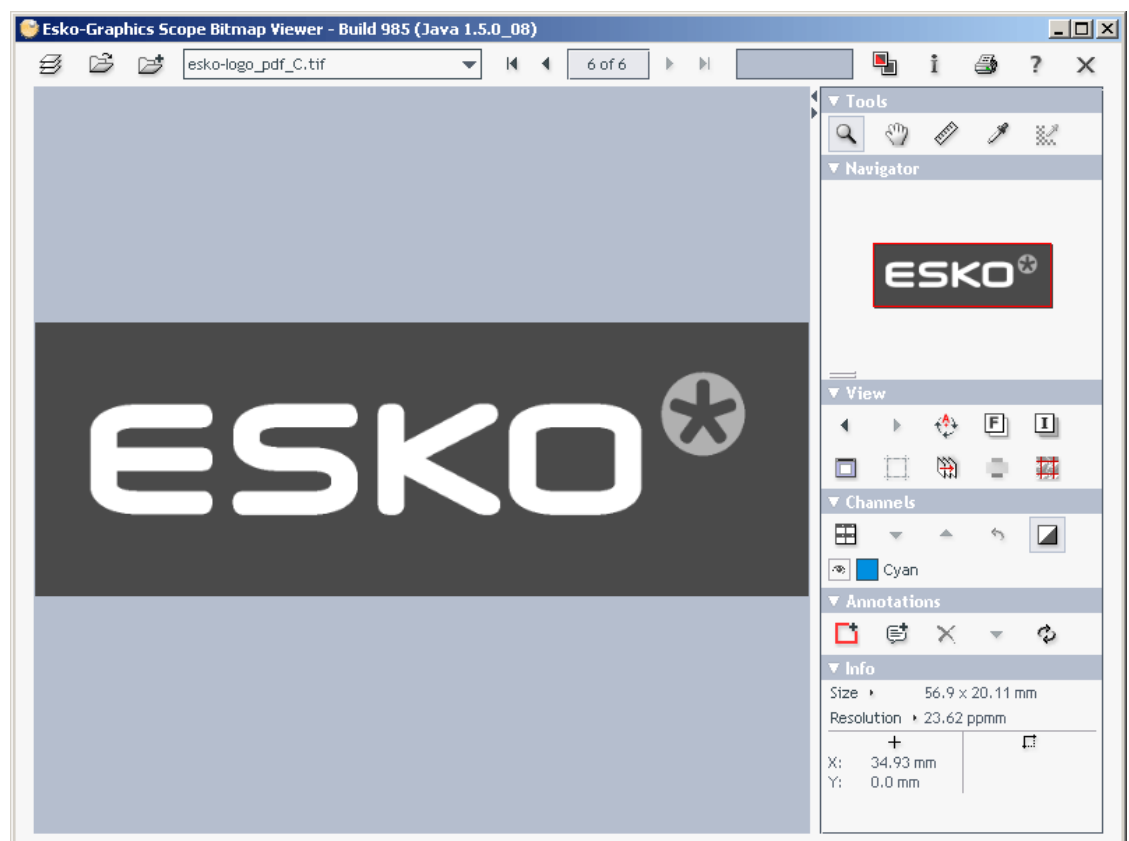 Esko-Graphics Scope Bitmap Viewer - Build 985 (Java 1.5.0_08)
esko-logo_pdf_C.tif
6 of 6
i
?
Tools
Navigator
ESKO
ESKO
View
A
F
I
Channels
Cyan
Annotations
Info
Size 56.9 x 20.11 mm
Resolution 23.62 ppmm
X: 34.93 mm
Y: 0.0 mm